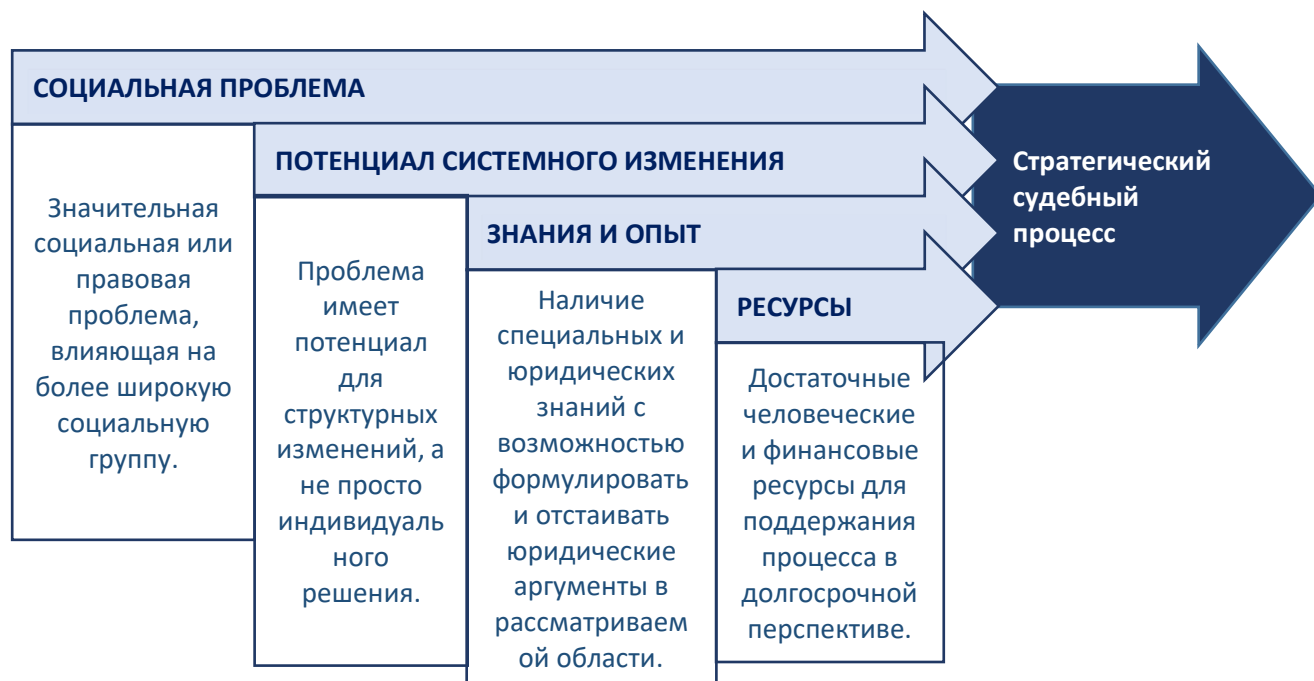 СОЦИАЛЬНАЯ ПРОБЛЕМА
Значительная
социальная или
правовая
проблема,
влияющая на
более широкую
социальную
группу.
ПОТЕНЦИАЛ СИСТЕМНОГО ИЗМЕНЕНИЯ
Проблема
имеет
потенциал
для
структурных
изменений, а
не просто
индивидуаль
ного
решения.
ЗНАНИЯ И ОПЫТ
Наличие
специальных и
юридических
знаний с
возможностью
формулировать
и отстаивать
юридические
аргументы в
рассматриваем
ой области.
РЕСУРСЫ
Достаточные
человеческие
и финансовые
ресурсы для
поддержания
процесса в
долгосрочной
перспективе.
Стратегический
судебный
процесс